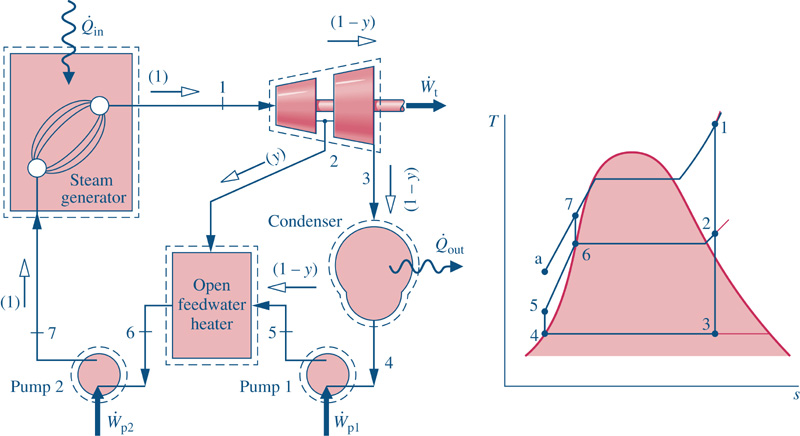 Q̇in
(1 – y)
(1)
1
Ẇt
Steam
generator
(y)
2
3
(1–y)
Condenser
Q̇out
(1 – y)
Open
feedwater
heater
(1)
7
6
5
4
Pump 2
Pump 1
Ẇp2
Ẇp1
T
1
7
2
a
6
5
4
3
s